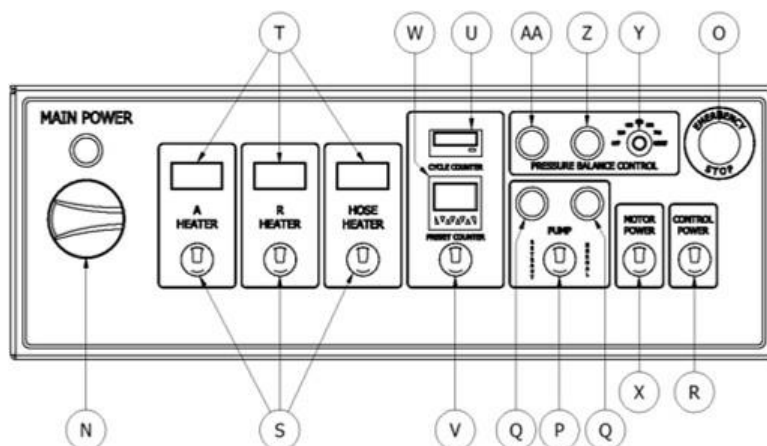 T W U AA Z Y O
MAIN POWER
EMERGENCY
STOP
CYCLE COUNTER
PRESSURE BALANCE CONTROL
A
HEATER
R
HEATER
HOSE
HEATER
PRESET COUNTER
PUMP
MOTOR
POWER
CONTROL
POWER
N S V Q P Q X R